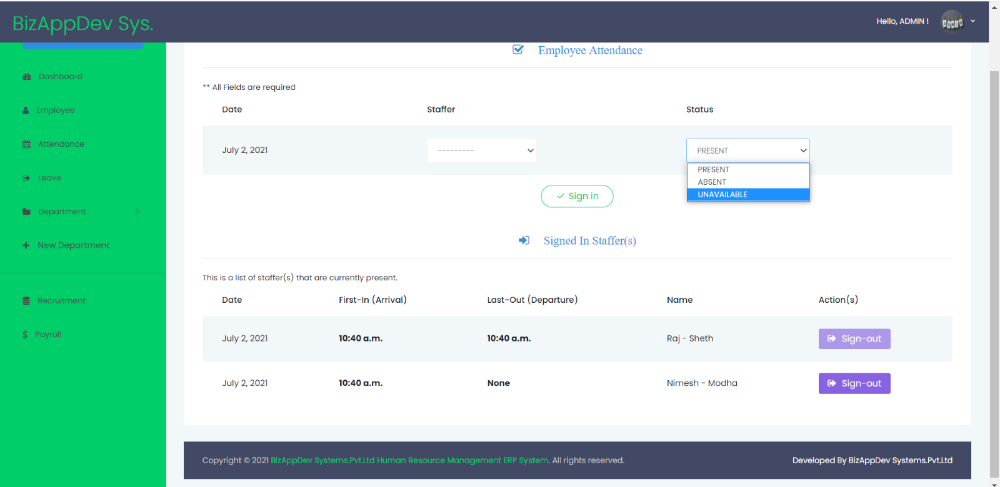 BizAppDev Sys.
Hello, ADMIN !
Dashboard
Employee
Attendance
Leave
Department
New Department
Recruitment
Payroll
Employee Attendance
** All Fields are required
Date Staffer Status
July 2, 2021 --------- PRESENT
PRESENT
ABSENT
UNAVAILABLE
Sign in
Signed In Staffer(s)
This is a list of staffer(s) that are currently present.
Date First-In (Arrival) Last-Out (Departure) Name Action(s)
July 2, 2021 10:40 a.m. 10:40 a.m. Raj - Sheth Sign-out
July 2, 2021 10:40 a.m. None Nimesh - Modha Sign-out
Copyright © 2021 BizAppDev Systems.Pvt.Ltd Human Resource Management ERP System. All rights reserved. Developed By BizAppDev Systems.Pvt.Ltd